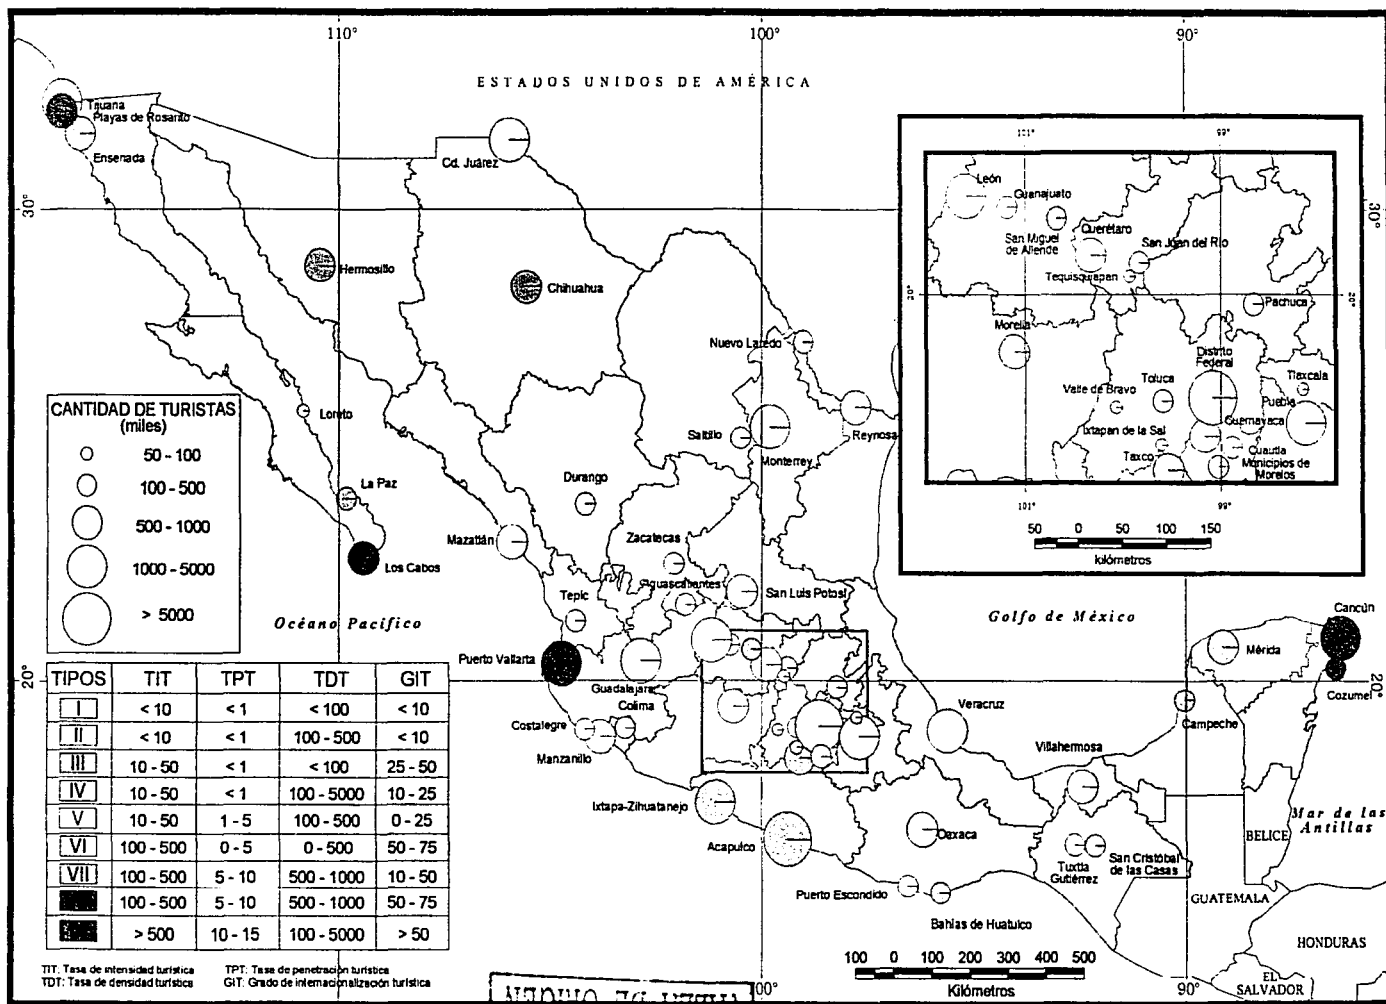 110°
100°
90°
ESTADOS UNIDOS DE AMÉRICA
Tijuana
Playas de Rosarito
Ensenada
Cd. Juárez
30°
30°
Hermosillo
Chihuahua
Nuevo Laredo
Loreto
Saltillo
Monterrey
Reynosa
La Paz
Durango
Los Cabos
Mazatlán
Zacatecas
Aguascalientes
San Luis Potosí
Tepic
Océano Pacífico
Golfo de México
Puerto Vallarta
Guadalajara
Colima
Costalegre
Manzanillo
Veracruz
Villahermosa
Campeche
Mérida
Cancún
Cozumel
20°
20°
Ixtapa-Zihuatanejo
Acapulco
Oaxaca
Tuxtla
Gutiérrez
San Cristóbal
de las Casas
Puerto Escondido
Bahías de Huatulco
BELICE
Mar de las
Antillas
GUATEMALA
HONDURAS
EL
SALVADOR
100 0 100 200 300 400 500
Kilómetros
100°
90°
101°
99°
León
Guanajuato
San Miguel
de Allende
Querétaro
San Juan del Río
Tequisquiapan
20°
20°
Pachuca
Morelia
Distrito
Federal
Toluca
Valle de Bravo
Tlaxcala
Puebla
Ixtapan de la Sal
Cuernavaca
Cuautla
Taxco
Municipios de
Morelos
101°
99°
50 0 50 100 150
kilómetros
CANTIDAD DE TURISTAS
(miles)
50 - 100
100 - 500
500 - 1000
1000 - 5000
> 5000
TIPOS TIT TPT TDT GIT
I < 10 < 1 < 100 < 10
II < 10 < 1 100 - 500 < 10
III 10 - 50 < 1 < 100 25 - 50
IV 10 - 50 < 1 100 - 5000 10 - 25
V 10 - 50 1 - 5 100 - 500 0 - 25
VI 100 - 500 0 - 5 0 - 500 50 - 75
VII 100 - 500 5 - 10 500 - 1000 10 - 50
100 - 500 5 - 10 500 - 1000 50 - 75
> 500 10 - 15 100 - 5000 > 50
TIT: Tasa de intensidad turística TPT: Tasa de penetración turística
TDT: Tasa de densidad turística GIT: Grado de internacionalización turística